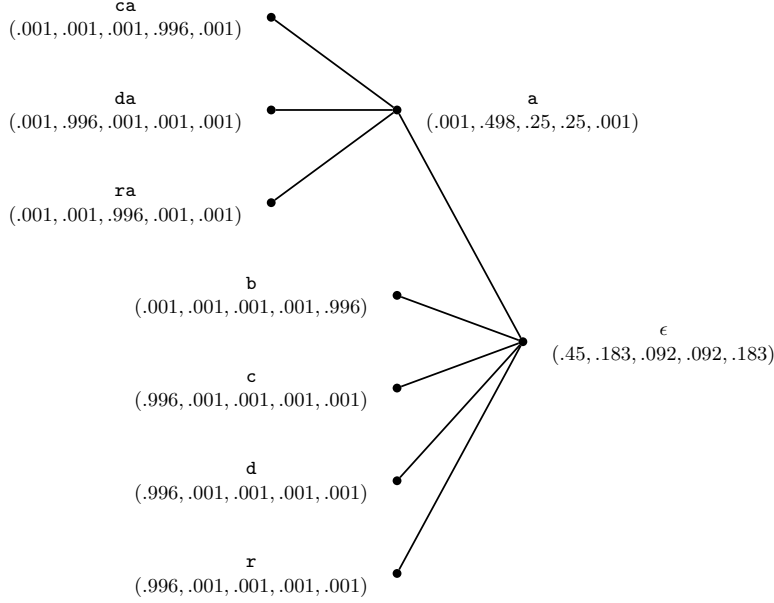 ca
(.001, .001, .001, .996, .001)
da
(.001, .996, .001, .001, .001)
a
(.001, .498, .25, .25, .001)
ra
(.001, .001, .996, .001, .001)
b
(.001, .001, .001, .001, .996)
ϵ
(.45, .183, .092, .092, .183)
c
(.996, .001, .001, .001, .001)
d
(.996, .001, .001, .001, .001)
r
(.996, .001, .001, .001, .001)